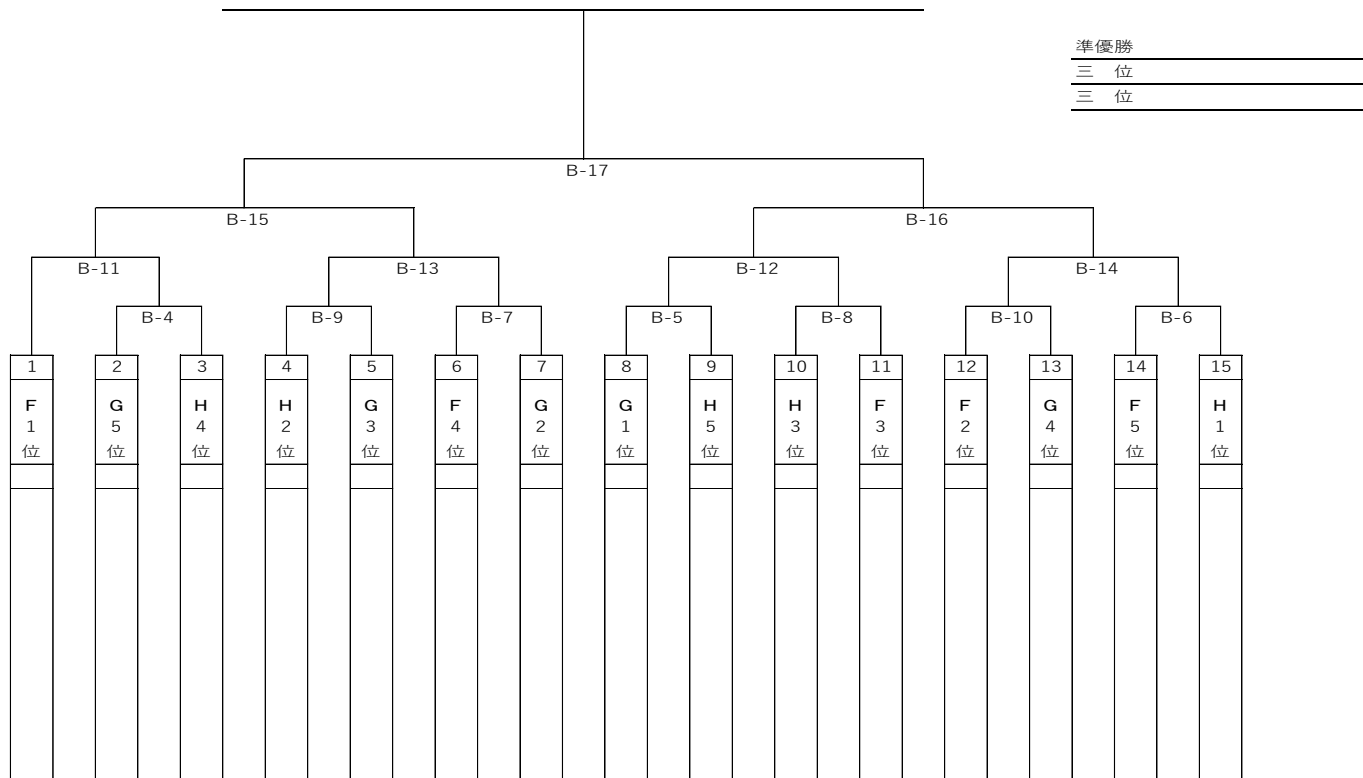 準優勝
三　位
三　位
B-17
B-15 B-16
B-11 B-13 B-12 B-14
B-4 B-9 B-7 B-5 B-8 B-10 B-6
1 2 3 4 5 6 7 8 9 10 11 12 13 14 15
F G H H G F G G H H F F G F H
1 5 4 2 3 4 2 1 5 3 3 2 4 5 1
位 位 位 位 位 位 位 位 位 位 位 位 位 位 位